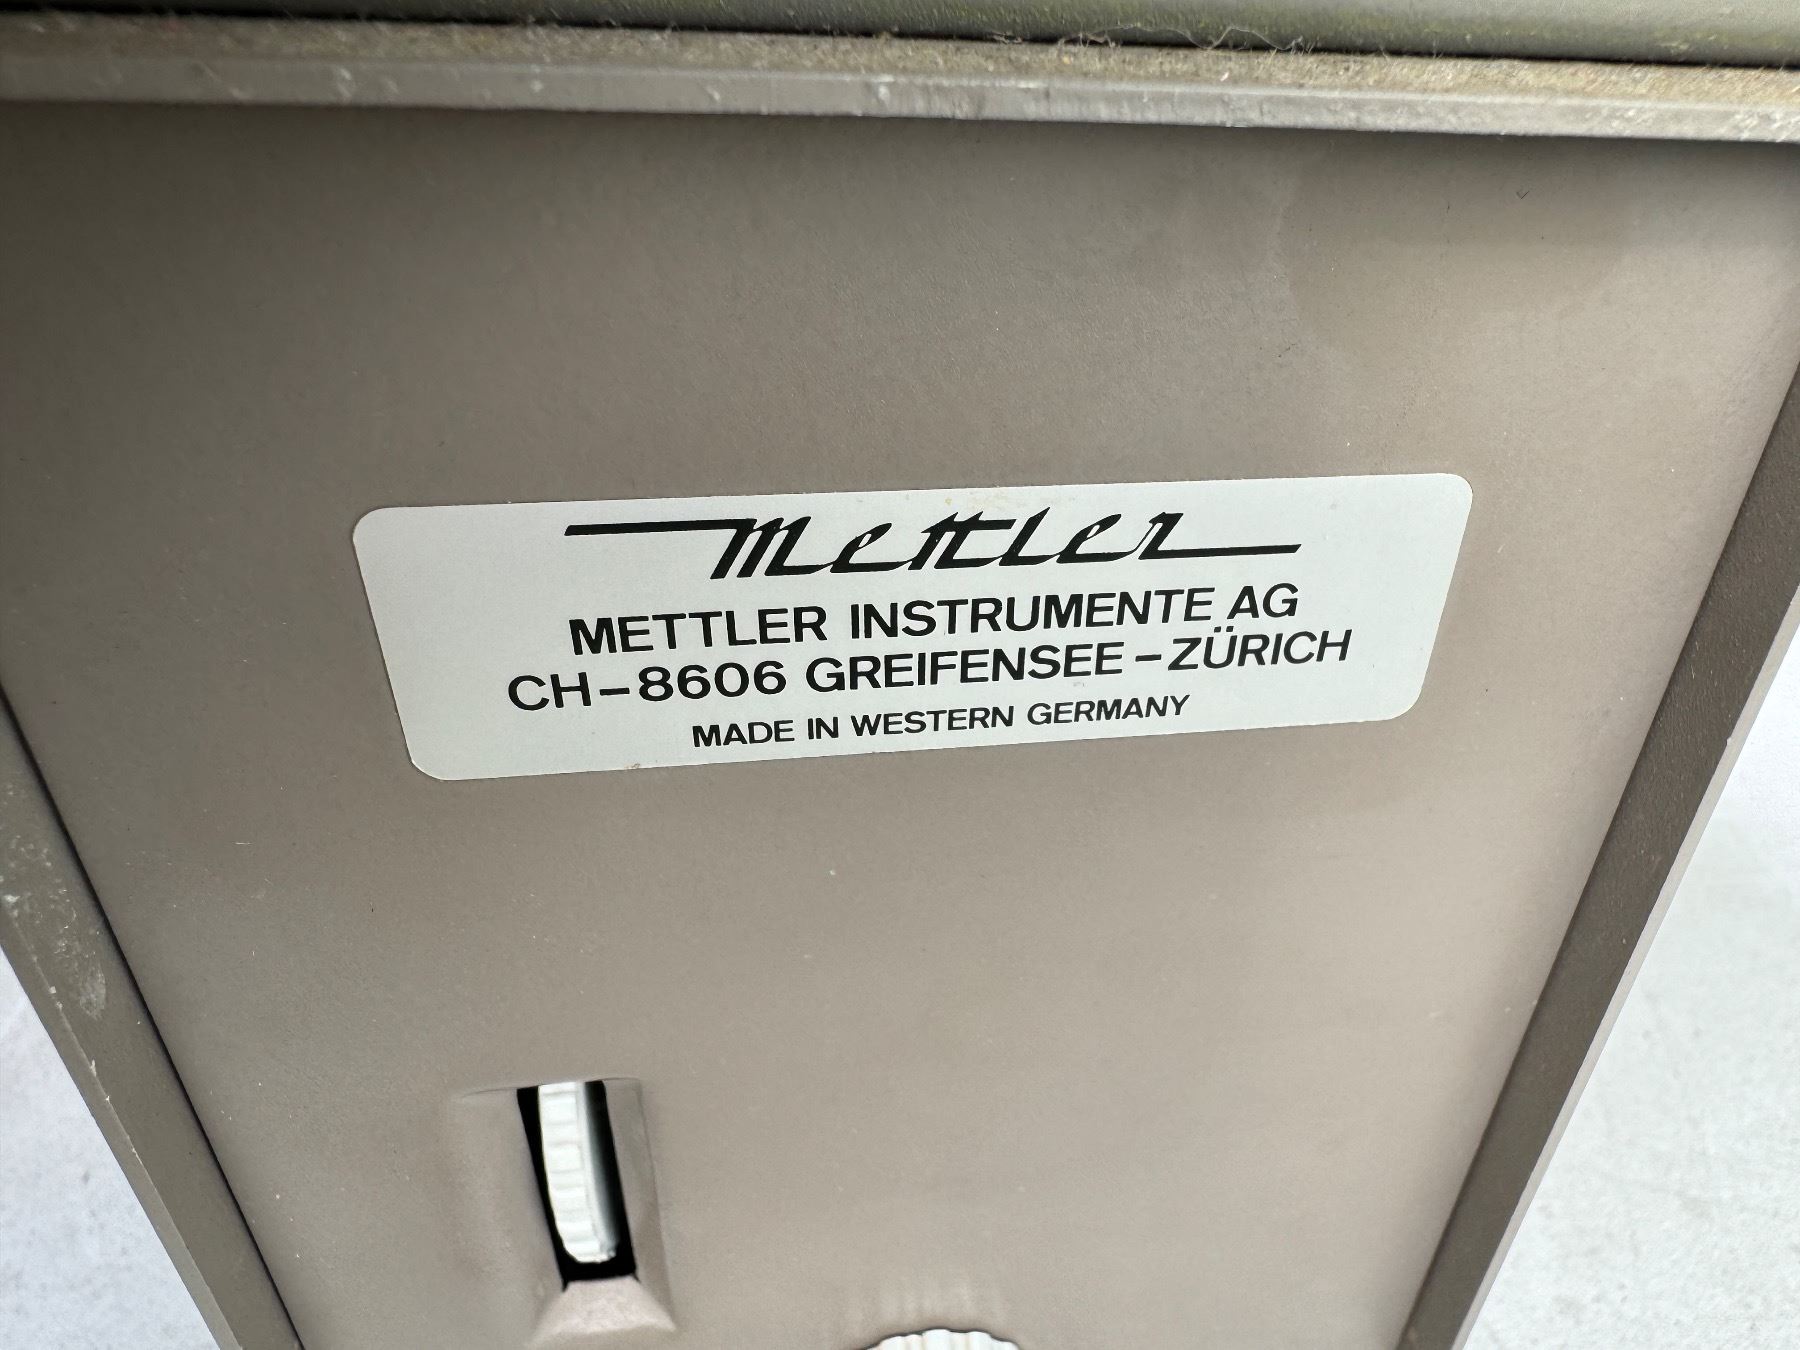 Mettler
METTLER INSTRUMENTE AG
CH-8606 GREIFENSEE-ZÜRICH
MADE IN WESTERN GERMANY